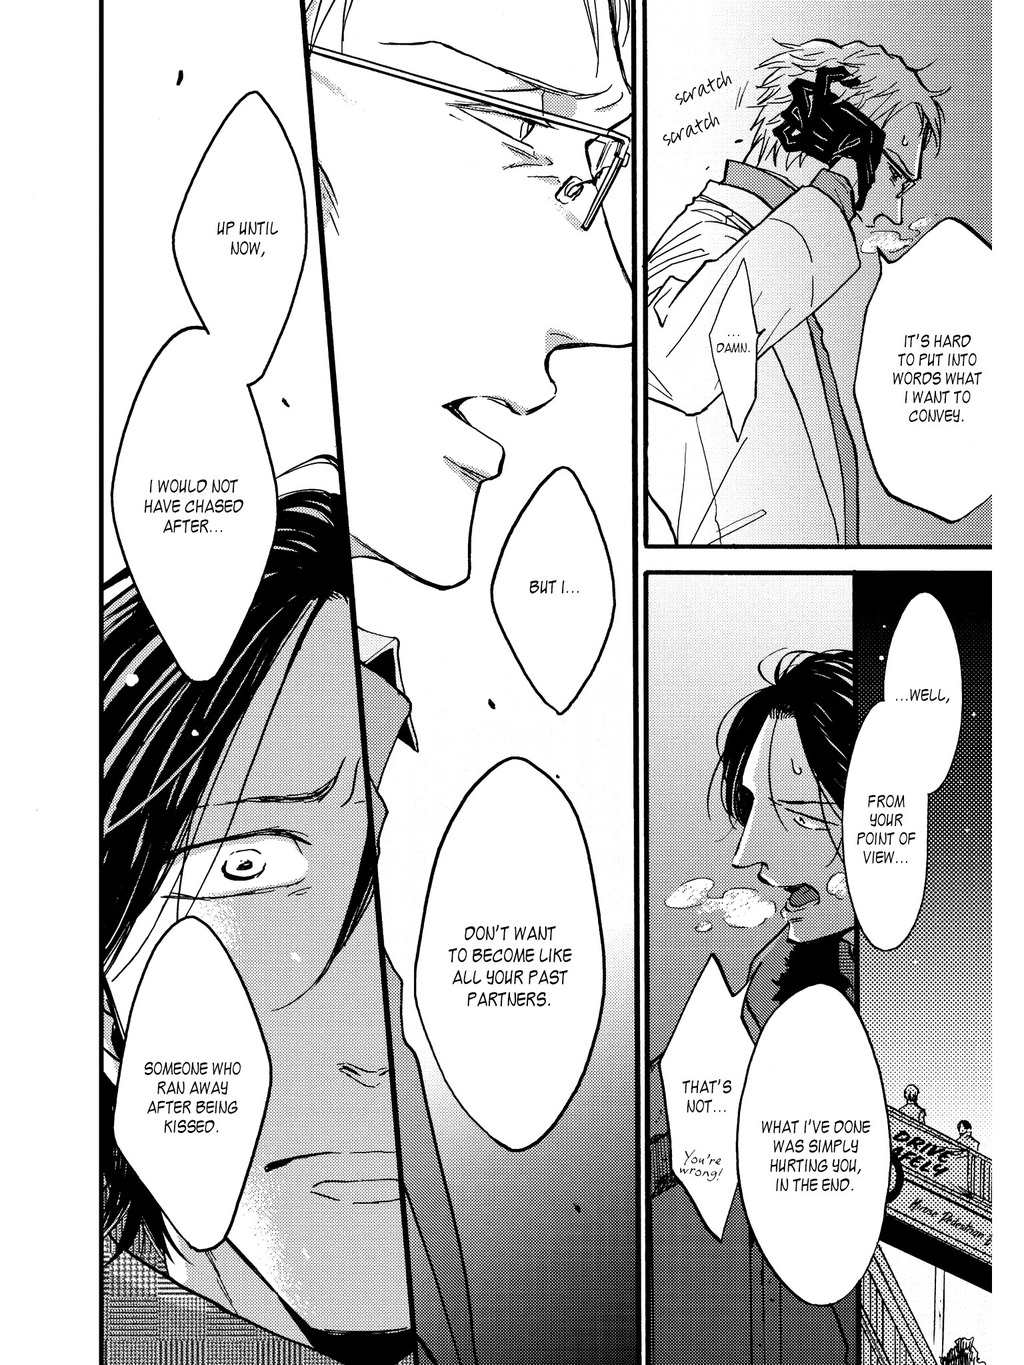 scratch
scratch
IT'S HARD
TO PUT INTO
WORDS WHAT
I WANT TO
CONVEY.
...
DAMN.
...WELL,
FROM
YOUR
POINT OF
VIEW...
WHAT I'VE DONE
WAS SIMPLY
HURTING YOU,
IN THE END.
THAT'S
NOT...
You're
wrong!
DRIVE
BUT I...
DON'T WANT
TO BECOME LIKE
ALL YOUR PAST
PARTNERS.
UP UNTIL
NOW,
I WOULD NOT
HAVE CHASED
AFTER...
SOMEONE WHO
RAN AWAY
AFTER BEING
KISSED.